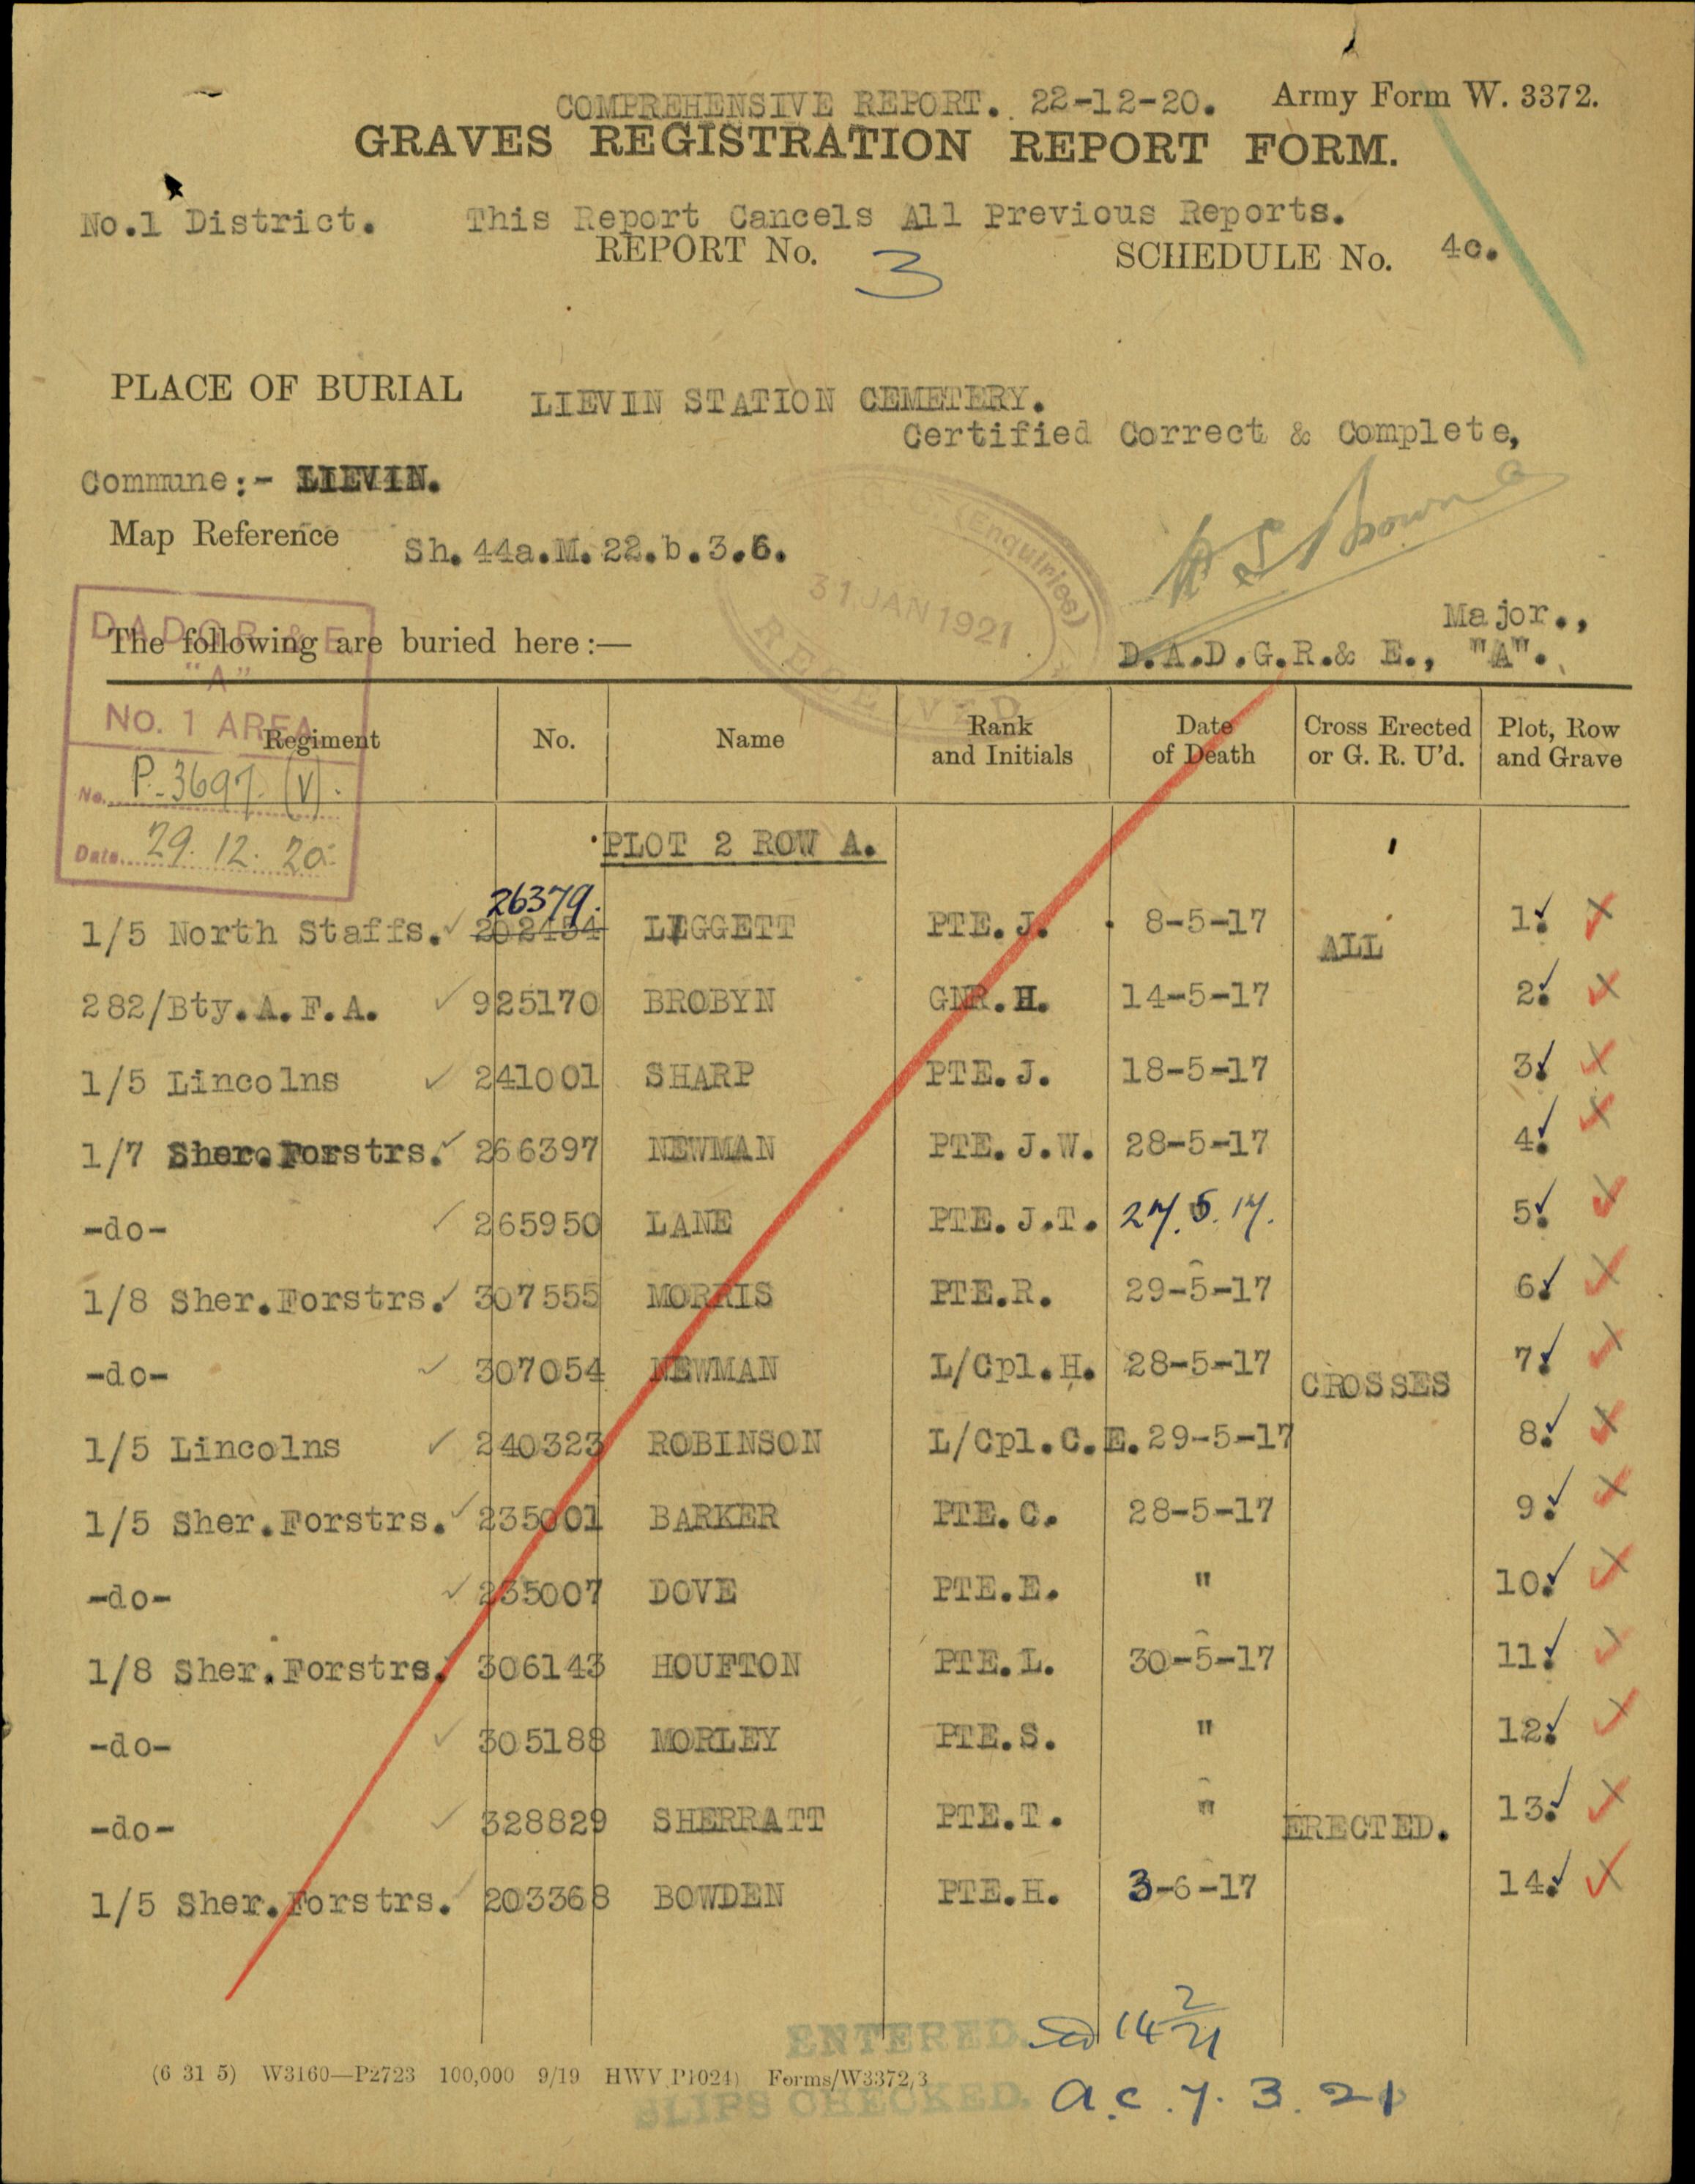 COMPREHENSIVE REPORT. 22-12-20. Army Form W. 3372.
GRAVES REGISTRATION REPORT FORM.
No.1 District. This Report Cancels All Previous Reports.
REPORT No. 3 SCHEDULE No. 4c.
PLACE OF BURIAL LIEVIN STATION CEMETERY.
Certified Correct & Complete,
Commune:- LIEVIN.
Map Reference Sh. 44a.M. 22.b.3.6.
(Enquiries)
31 JAN 1921
RECEIVED
Major.,
D.A.D.G.R.& E., "A".
The following are buried here:—
DADGR & E
"A"
NO. 1 AREA
No. P. 3697 (V).
Date 29. 12. 20.
Regiment No. Name Rank and Initials Date of Death Cross Erected or G. R. U'd. Plot, Row and Grave
PLOT 2 ROW A.
26379.
1/5 North Staffs. 202454 LEGGETT PTE. J. 8-5-17 ALL 1.
282/Bty.A.F.A. 925170 BROBYN GNR. H. 14-5-17 2.
1/5 Lincolns 241001 SHARP PTE. J. 18-5-17 3.
1/7 Sher.Forstrs. 266397 NEWMAN PTE. J.W. 28-5-17 4.
-do- 265950 LANE PTE. J.T. 27.5.17. 5.
1/8 Sher.Forstrs. 307555 MORRIS PTE.R. 29-5-17 6.
-do- 307054 NEWMAN L/Cpl.H. 28-5-17 CROSSES 7.
1/5 Lincolns 240323 ROBINSON L/Cpl.C.E. 29-5-17 8.
1/5 Sher.Forstrs. 235001 BARKER PTE.C. 28-5-17 9.
-do- 235007 DOVE PTE.E. " 10.
1/8 Sher.Forstrs. 306143 HOUFTON PTE.L. 30-5-17 11.
-do- 305188 MORLEY PTE.S. " 12.
-do- 328829 SHERRATT PTE.T. " ERECTED. 13.
1/5 Sher.Forstrs. 203368 BOWDEN PTE.H. 3-6-17 14.
ENTERED. 14 2/21
(6 31 5) W3160—P2723 100,000 9/19 HWV P1024) Forms/W3372/3
SLIPS CHECKED. a.c. 7. 3. 21